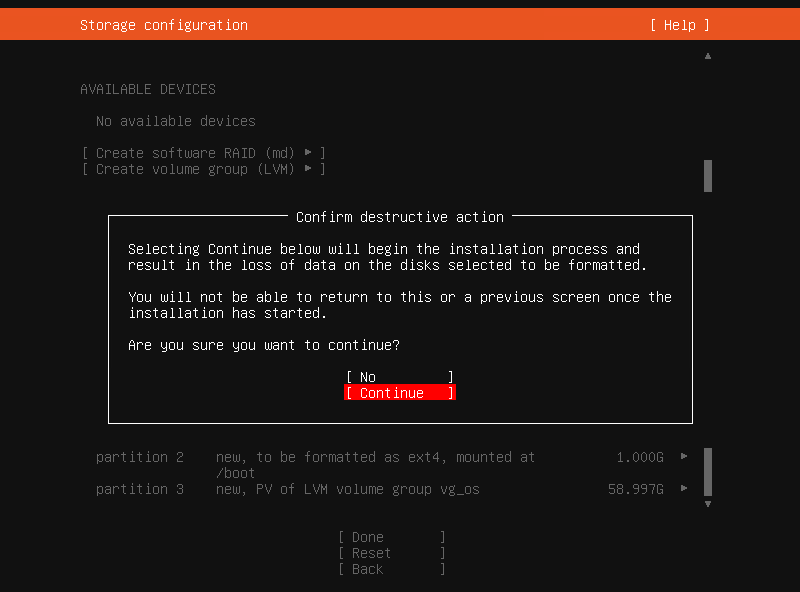 Storage configuration [ Help ]
AVAILABLE DEVICES
No available devices
[ Create software RAID (md) ▸ ]
[ Create volume group (LVM) ▸ ]
Confirm destructive action
Selecting Continue below will begin the installation process and
result in the loss of data on the disks selected to be formatted.
You will not be able to return to this or a previous screen once the
installation has started.
Are you sure you want to continue?
[ No ]
[ Continue ]
partition 2 new, to be formatted as ext4, mounted at 1.000G ▸
/boot
partition 3 new, PV of LVM volume group vg_os 58.997G ▸
[ Done ]
[ Reset ]
[ Back ]